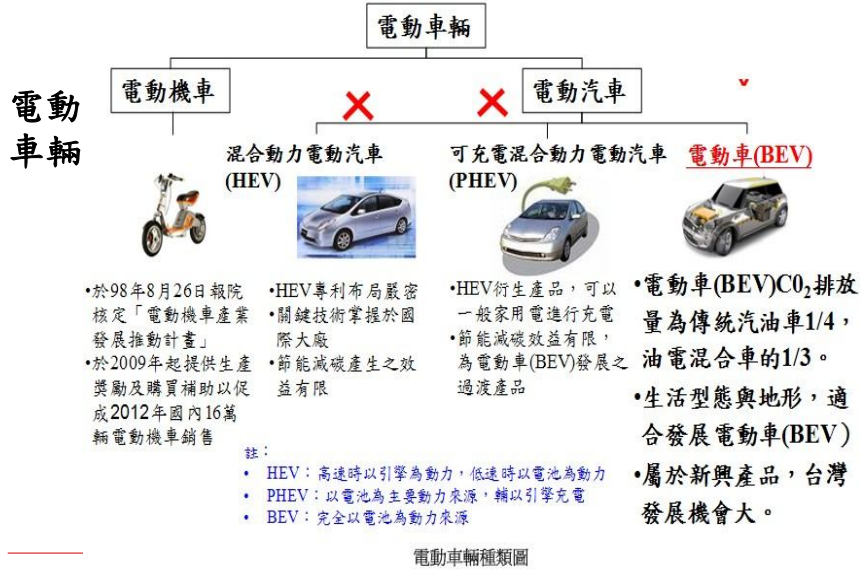 電動車輛
電動
車輛
電動機車
電動汽車
混合動力電動汽車
(HEV)
可充電混合動力電動汽車
(PHEV)
電動車(BEV)
•於98年8月26日報院
核定「電動機車產業
發展推動計畫」
•於2009年起提供生產
獎勵及購買補助以促
成2012年國內16萬
輛電動機車銷售
•HEV專利布局嚴密
•關鍵技術掌握於國
際大廠
•節能減碳產生之效
益有限
•HEV衍生產品，可以
一般家用電進行充電
•節能減碳效益有限，
為電動車(BEV)發展之
過渡產品
•電動車(BEV)C0₂排放
量為傳統汽油車1/4，
油電混合車的1/3。
•生活型態與地形，適
合發展電動車(BEV）
•屬於新興產品，台灣
發展機會大。
註：
• HEV：高速時以引擎為動力，低速時以電池為動力
• PHEV：以電池為主要動力來源，輔以引擎充電
• BEV：完全以電池為動力來源
電動車輛種類圖